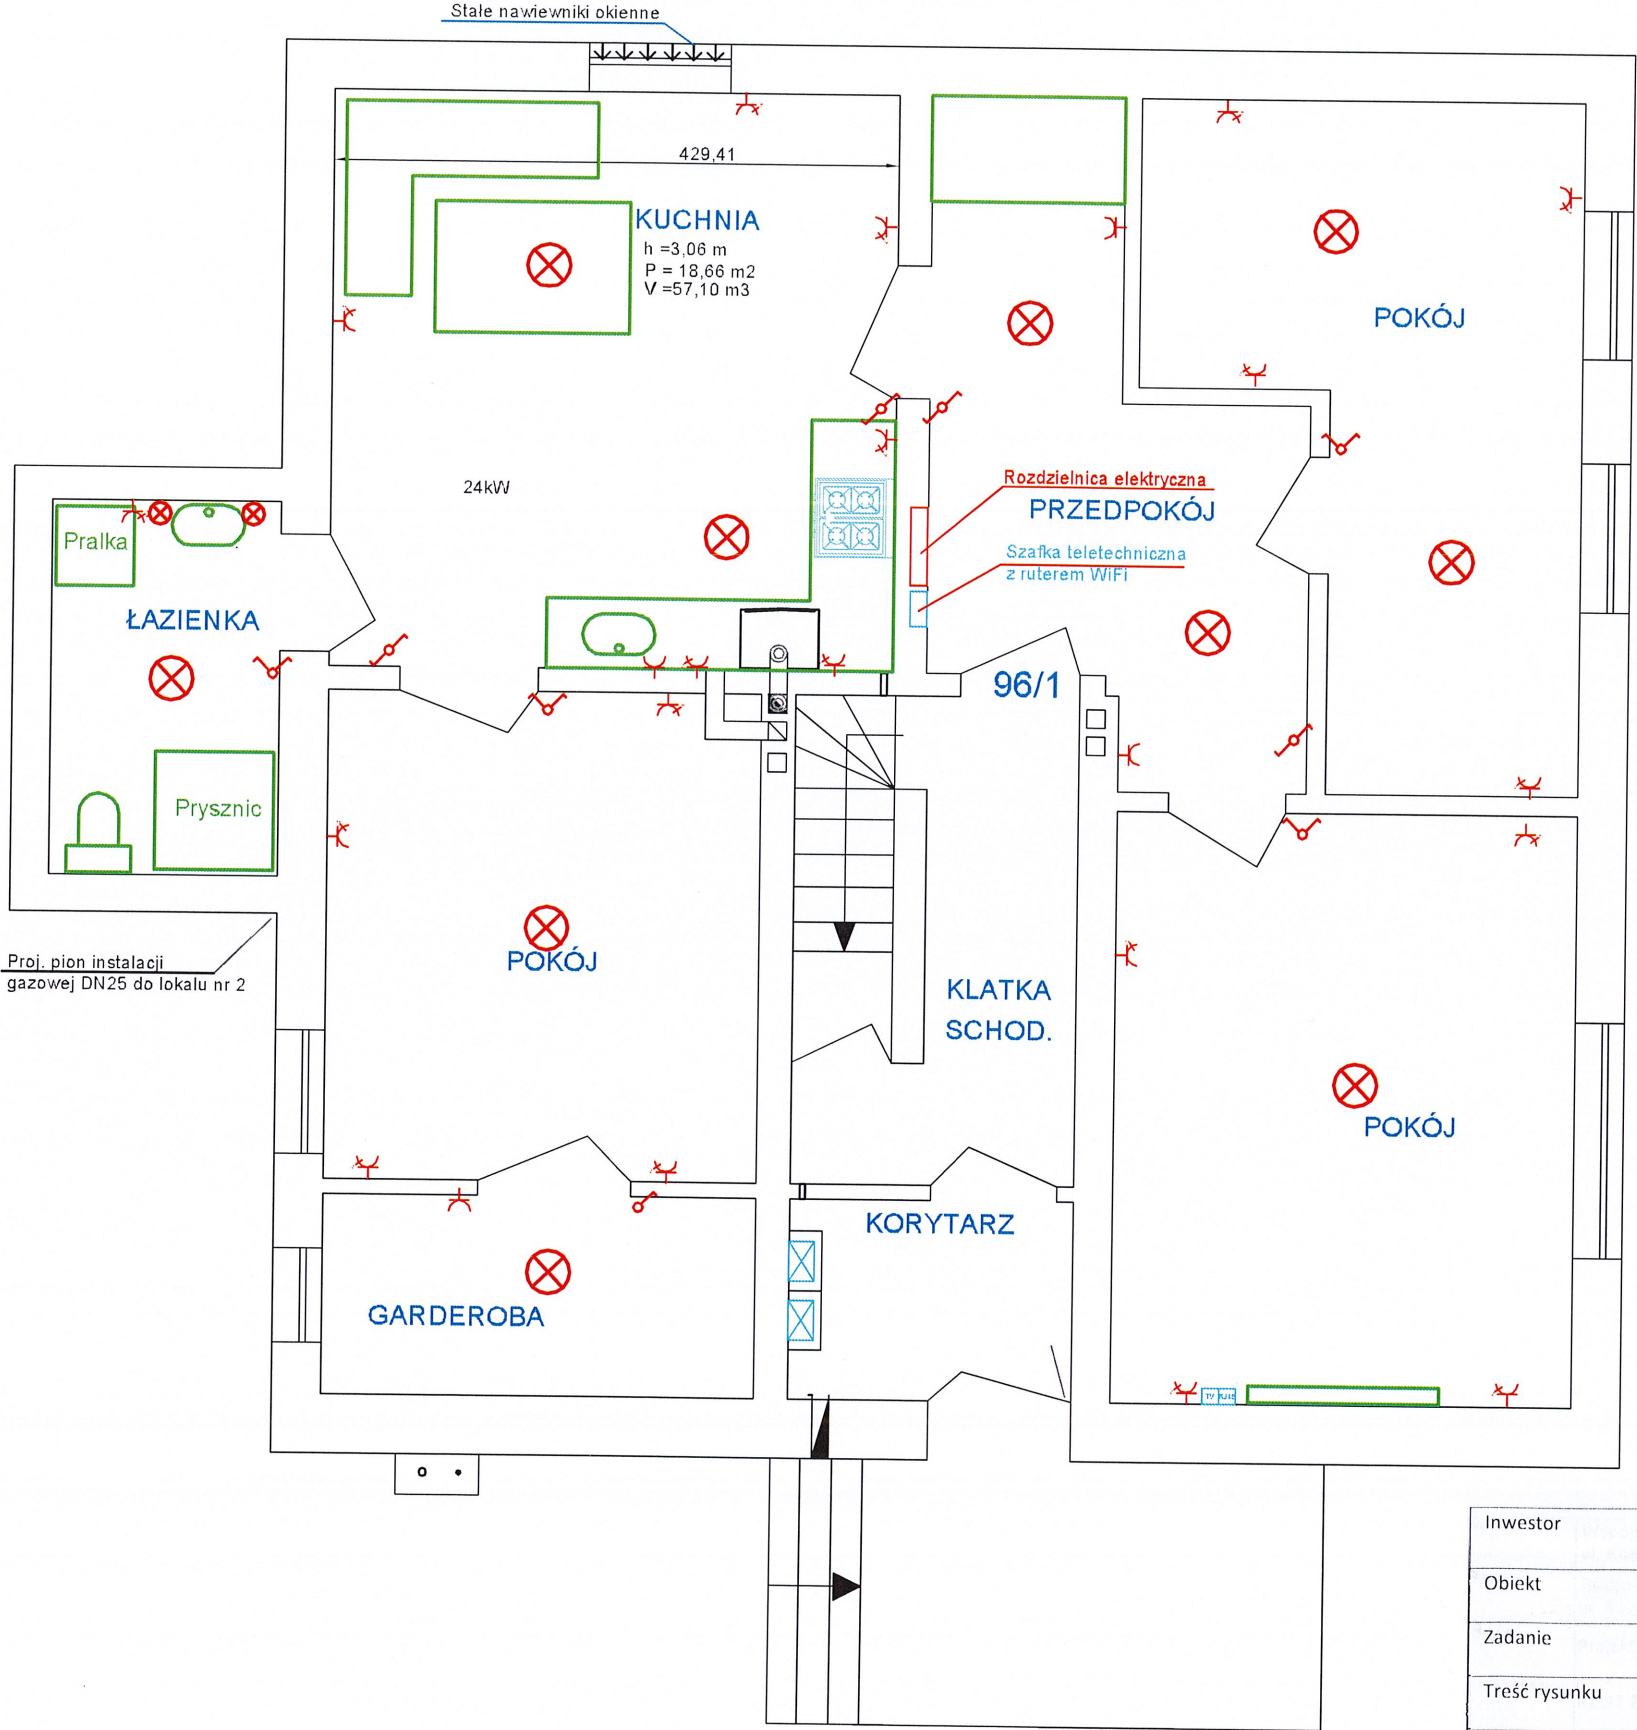 Stałe nawiewniki okienne
429,41
KUCHNIA
h =3,06 m
P = 18,66 m2
V =57,10 m3
POKÓJ
24kW
Rozdzielnica elektryczna
PRZEDPOKÓJ
Szafka teletechniczna
z ruterem WiFi
Pralka
ŁAZIENKA
96/1
Prysznic
POKÓJ
Proj. pion instalacji
gazowej DN25 do lokalu nr 2
KLATKA
SCHOD.
POKÓJ
KORYTARZ
GARDEROBA
TV RJ45
Inwestor
Obiekt
Zadanie
Treść rysunku